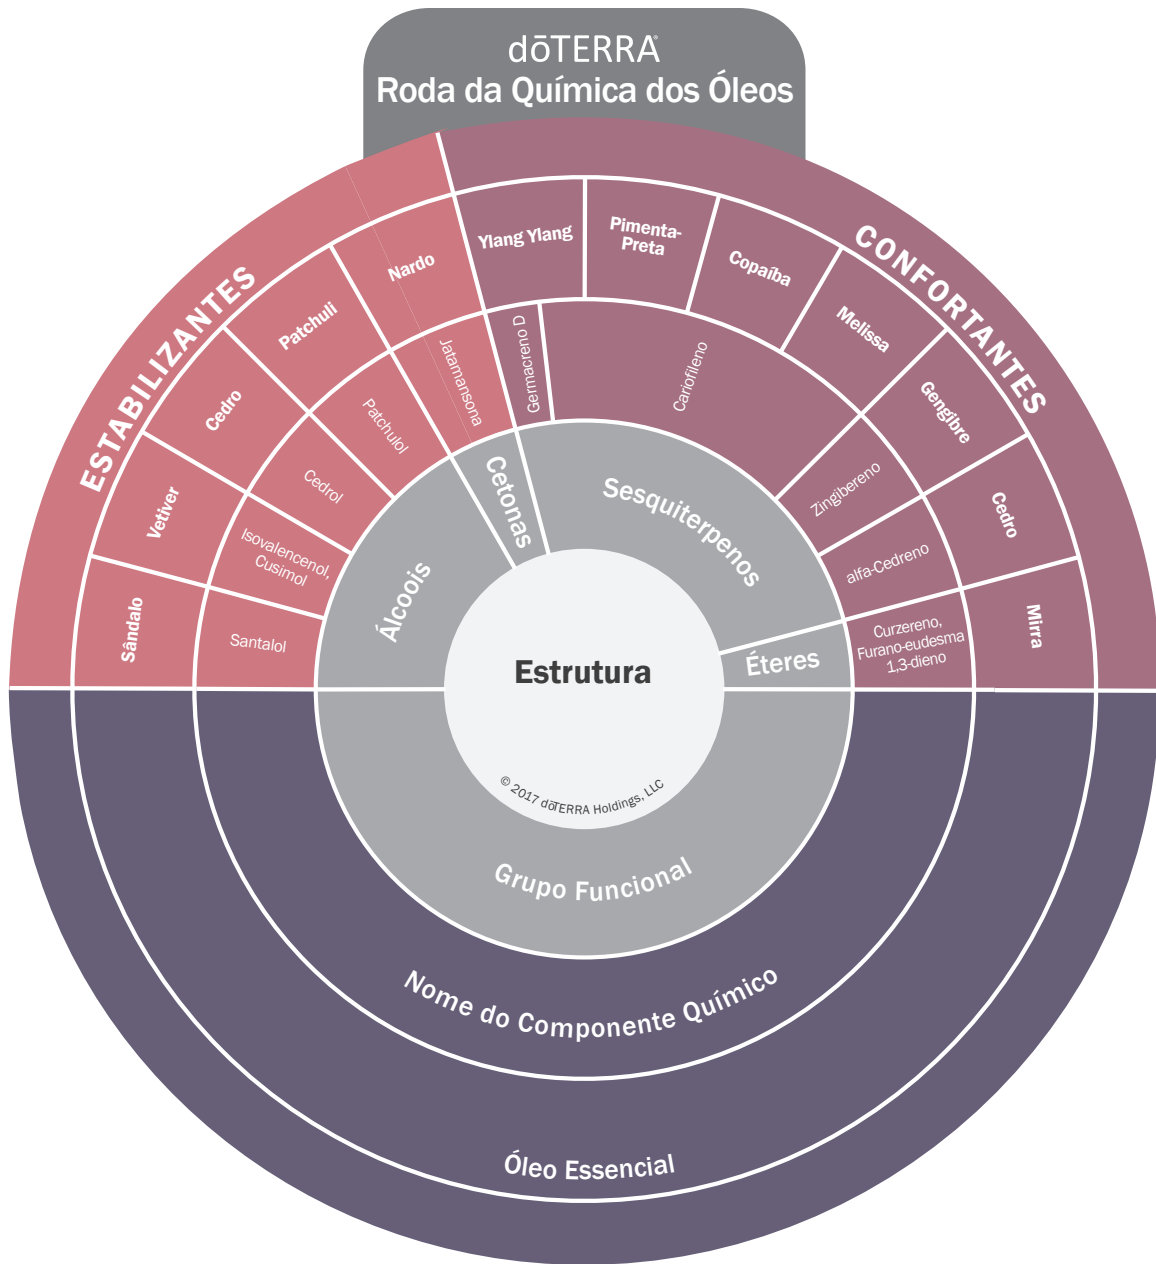 dōTERRA®
Roda da Química dos Óleos
ESTABILIZANTES
CONFORTANTES
Sândalo
Vetiver
Cedro
Patchuli
Nardo
Ylang Ylang
Pimenta-
Preta
Copaíba
Melissa
Gengibre
Cedro
Mirra
Santalol
Isovalencenol,
Cusimol
Cedrol
Patchulol
Jatamansona
Germacreno D
Cariofileno
Zingibereno
alfa-Cedreno
Curzereno,
Furano-eudesma
1,3-dieno
Álcoois
Cetonas
Sesquiterpenos
Éteres
Estrutura
© 2017 dōTERRA Holdings, LLC
Grupo Funcional
Nome do Componente Químico
Óleo Essencial